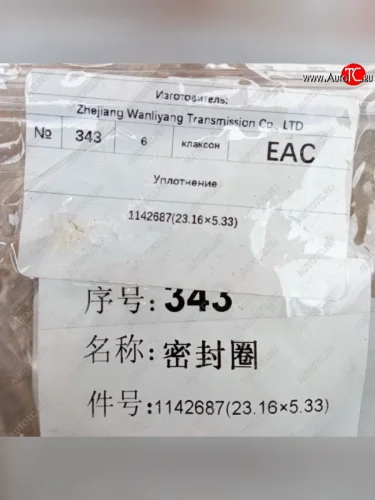 AutoTC.ru
Изготовитель:
Zhejiang Wanliyang Transmission Co., LTD
№ 343 6 клаксон EAC
Уплотнение
1142687(23.16×5.33)
序号:343
名称:密封圈
件号:1142687(23.16×5.33)